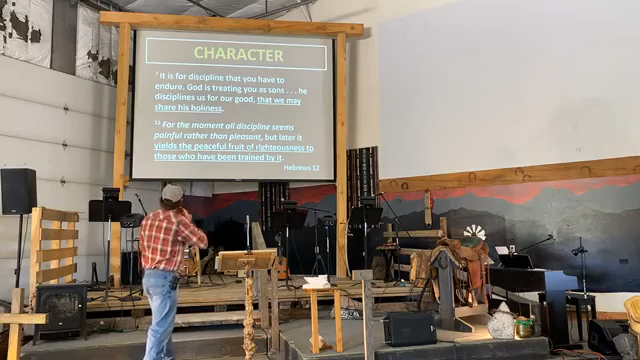 CHARACTER
⁷ It is for discipline that you have to
endure. God is treating you as sons . . . he
disciplines us for our good, that we may
share his holiness.
¹¹ For the moment all discipline seems
painful rather than pleasant, but later it
yields the peaceful fruit of righteousness to
those who have been trained by it.
Hebrews 12